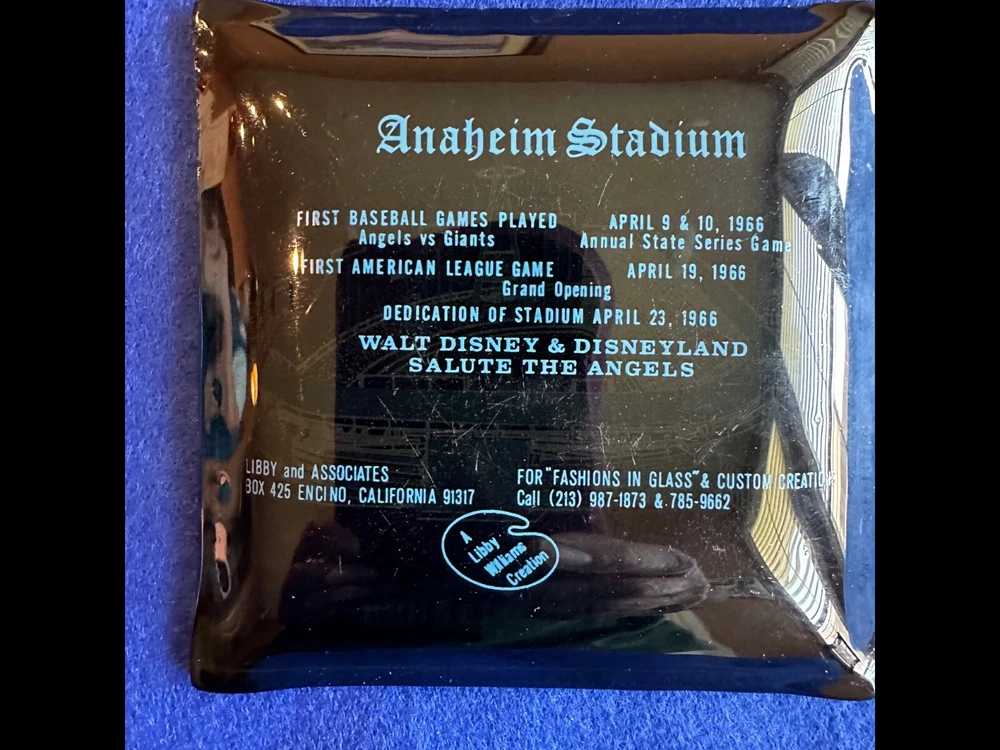 Anaheim Stadium
FIRST BASEBALL GAMES PLAYED APRIL 9 & 10, 1966
Angels vs Giants Annual State Series Game
FIRST AMERICAN LEAGUE GAME APRIL 19, 1966
Grand Opening
DEDICATION OF STADIUM APRIL 23, 1966
WALT DISNEY & DISNEYLAND
SALUTE THE ANGELS
LIBBY and ASSOCIATES
BOX 425 ENCINO, CALIFORNIA 91317
FOR "FASHIONS IN GLASS" & CUSTOM CREATION
Call (213) 987-1873 & 785-9662
A
Libby
Williams
Creation